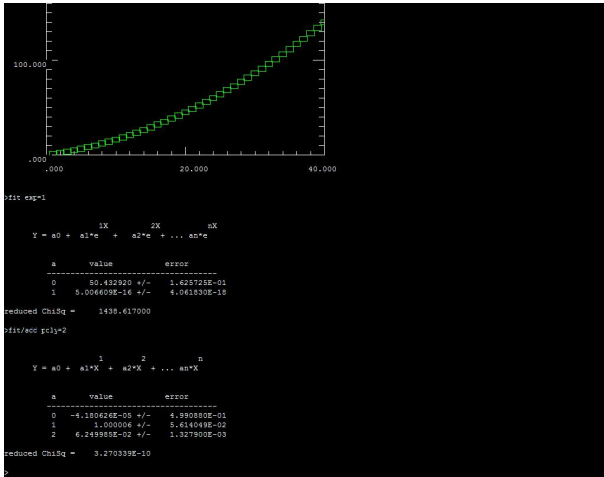 100.000
.000
.000 20.000 40.000
>fit exp=1
1X 2X nX
Y = a0 + a1*e + a2*e + ... an*e
a value error
-------------------------------------
0 50.432920 +/- 1.625725E-01
1 5.006609E-16 +/- 4.061830E-18
reduced ChiSq = 1438.617000
>fit/add poly=2
1 2 n
Y = a0 + a1*X + a2*X + ... an*X
a value error
-------------------------------------
0 -4.180626E-05 +/- 4.990880E-01
1 1.000006 +/- 5.614049E-02
2 6.249985E-02 +/- 1.327900E-03
reduced ChiSq = 3.270339E-10
>